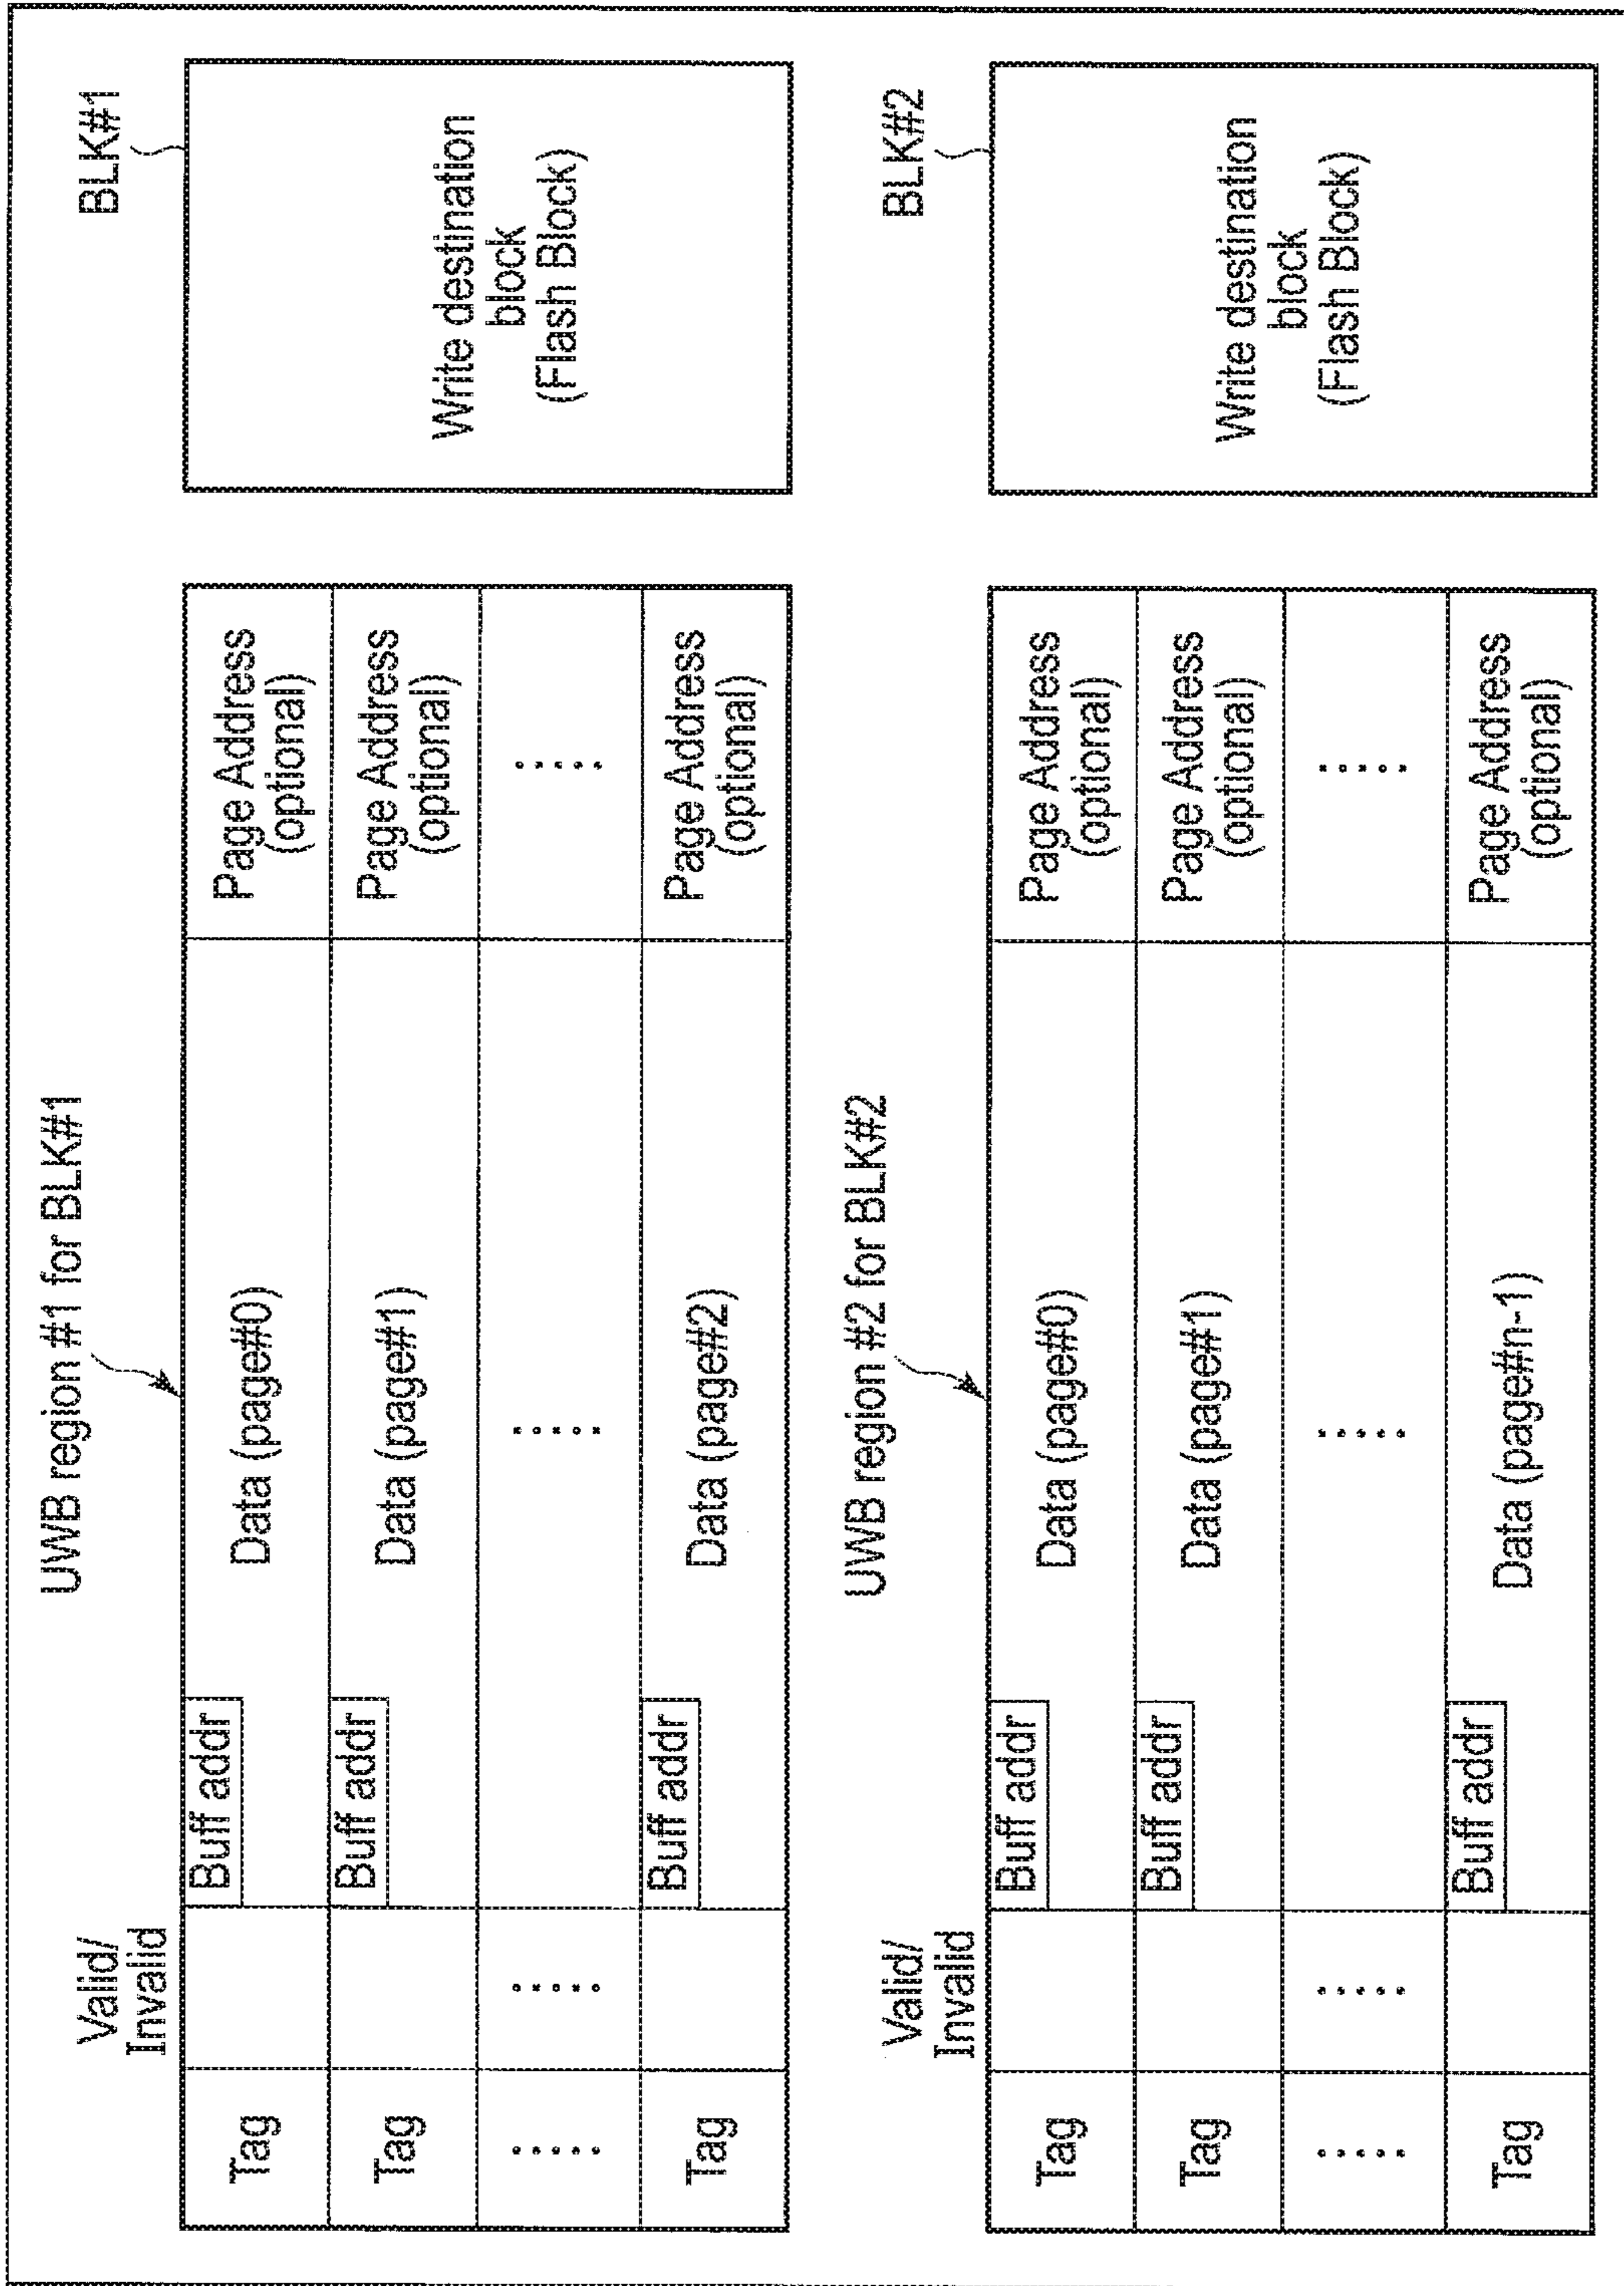 UWB region #1 for BLK#1
BLK#1
Valid/
Invalid
Tag
Buff addr
Data (page#0)
Page Address
(optional)
Tag
Buff addr
Data (page#1)
Page Address
(optional)
.....
.....
.....
.....
Tag
Buff addr
Data (page#2)
Page Address
(optional)
Write destination
block
(Flash Block)
UWB region #2 for BLK#2
BLK#2
Valid/
Invalid
Tag
Buff addr
Data (page#0)
Page Address
(optional)
Tag
Buff addr
Data (page#1)
Page Address
(optional)
.....
.....
.....
.....
Tag
Buff addr
Data (page#n-1)
Page Address
(optional)
Write destination
block
(Flash Block)